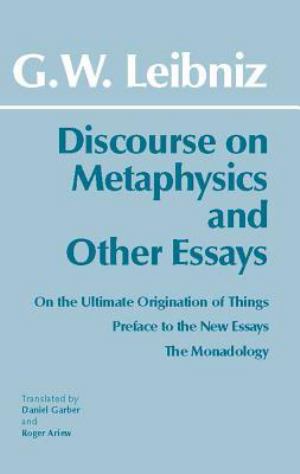 G.W. Leibniz
Discourse on
Metaphysics
and
Other Essays
On the Ultimate Origination of Things
Preface to the New Essays
The Monadology
Translated by
Daniel Garber
and
Roger Ariew